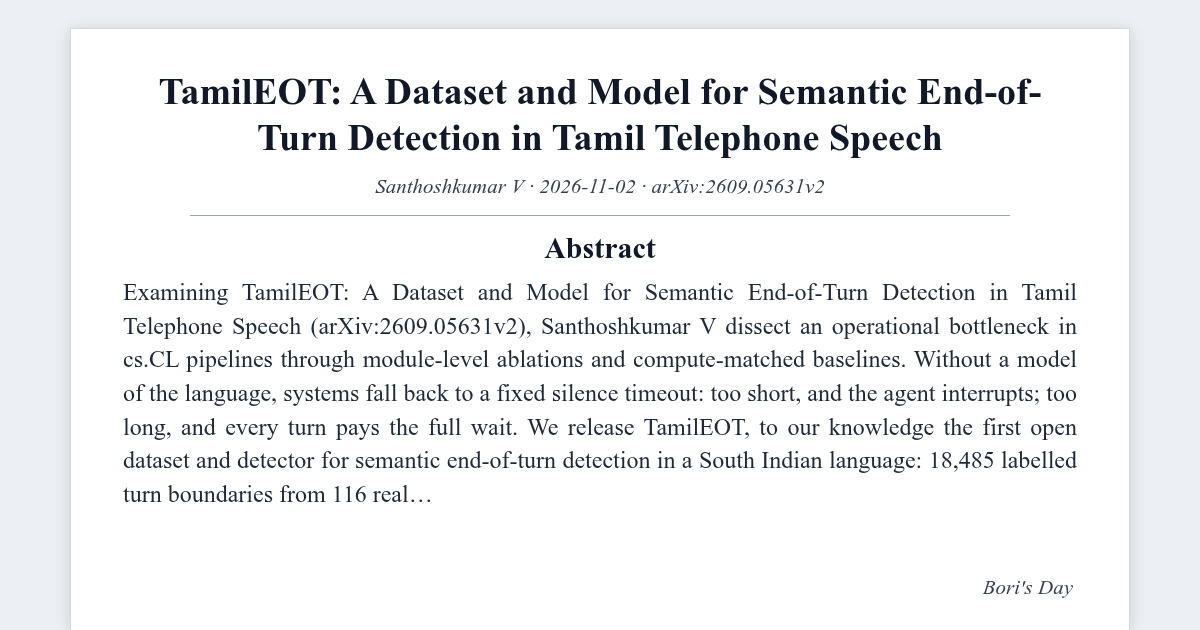 TamilEOT: A Dataset and Model for Semantic End-of-
Turn Detection in Tamil Telephone Speech
Santhoshkumar V · 2026-11-02 · arXiv:2609.05631v2
Abstract
Examining TamilEOT: A Dataset and Model for Semantic End-of-Turn Detection in Tamil
Telephone Speech (arXiv:2609.05631v2), Santhoshkumar V dissect an operational bottleneck in
cs.CL pipelines through module-level ablations and compute-matched baselines. Without a model
of the language, systems fall back to a fixed silence timeout: too short, and the agent interrupts; too
long, and every turn pays the full wait. We release TamilEOT, to our knowledge the first open
dataset and detector for semantic end-of-turn detection in a South Indian language: 18,485 labelled
turn boundaries from 116 real…
Bori's Day